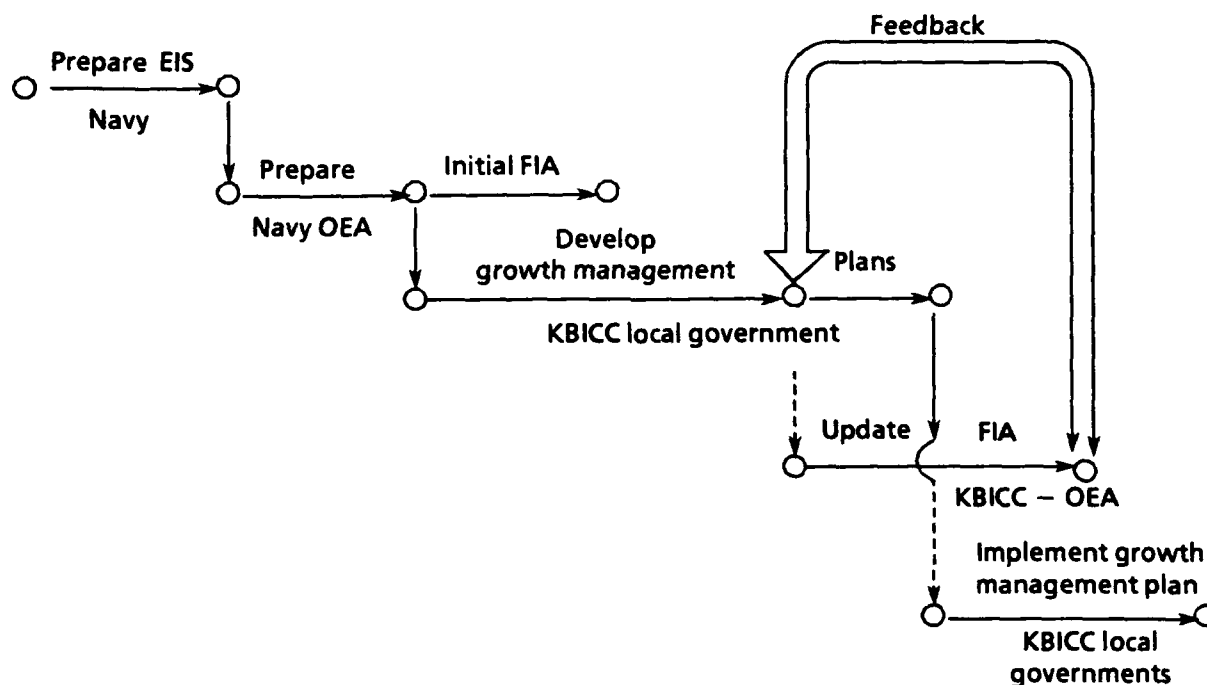 Feedback
Prepare EIS
Navy
Prepare Initial FIA
Navy OEA
Develop
growth management Plans
KBICC local government
Update FIA
KBICC – OEA
Implement growth
management plan
KBICC local
governments